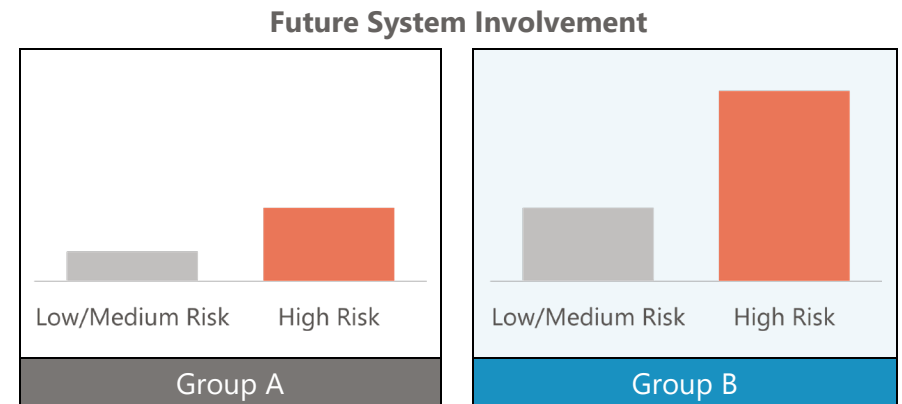 Future System Involvement
Low/Medium Risk High Risk
Group A
Low/Medium Risk High Risk
Group B